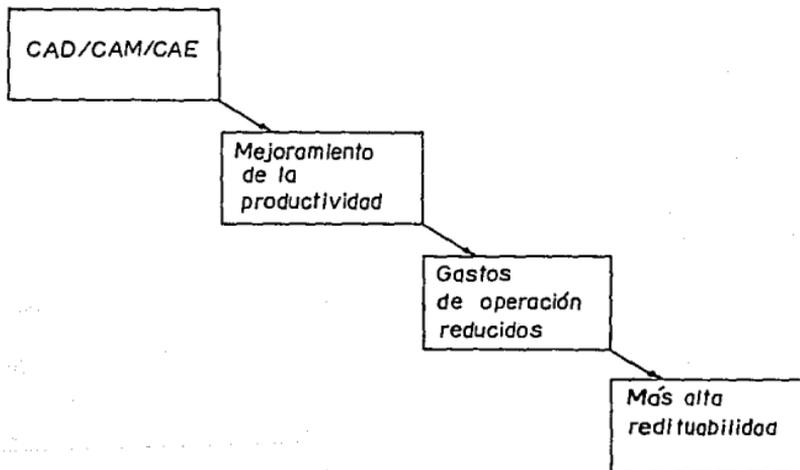 CAD/CAM/CAE
Mejoramiento
de la
productividad
Gastos
de operación
reducidos
Más alta
redituabilidad